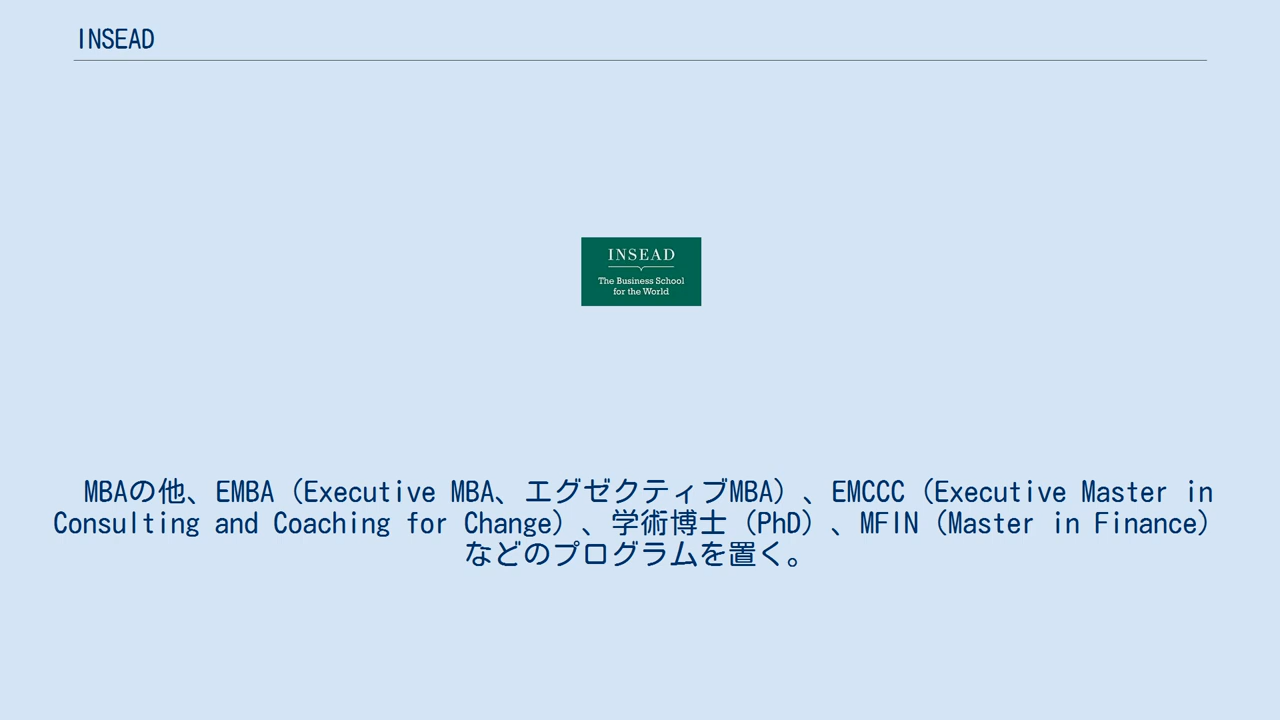 INSEAD
INSEAD
The Business School
for the World
MBAの他、EMBA（Executive MBA、エグゼクティブMBA）、EMCCC（Executive Master in
Consulting and Coaching for Change）、学術博士（PhD）、MFIN（Master in Finance）
などのプログラムを置く。